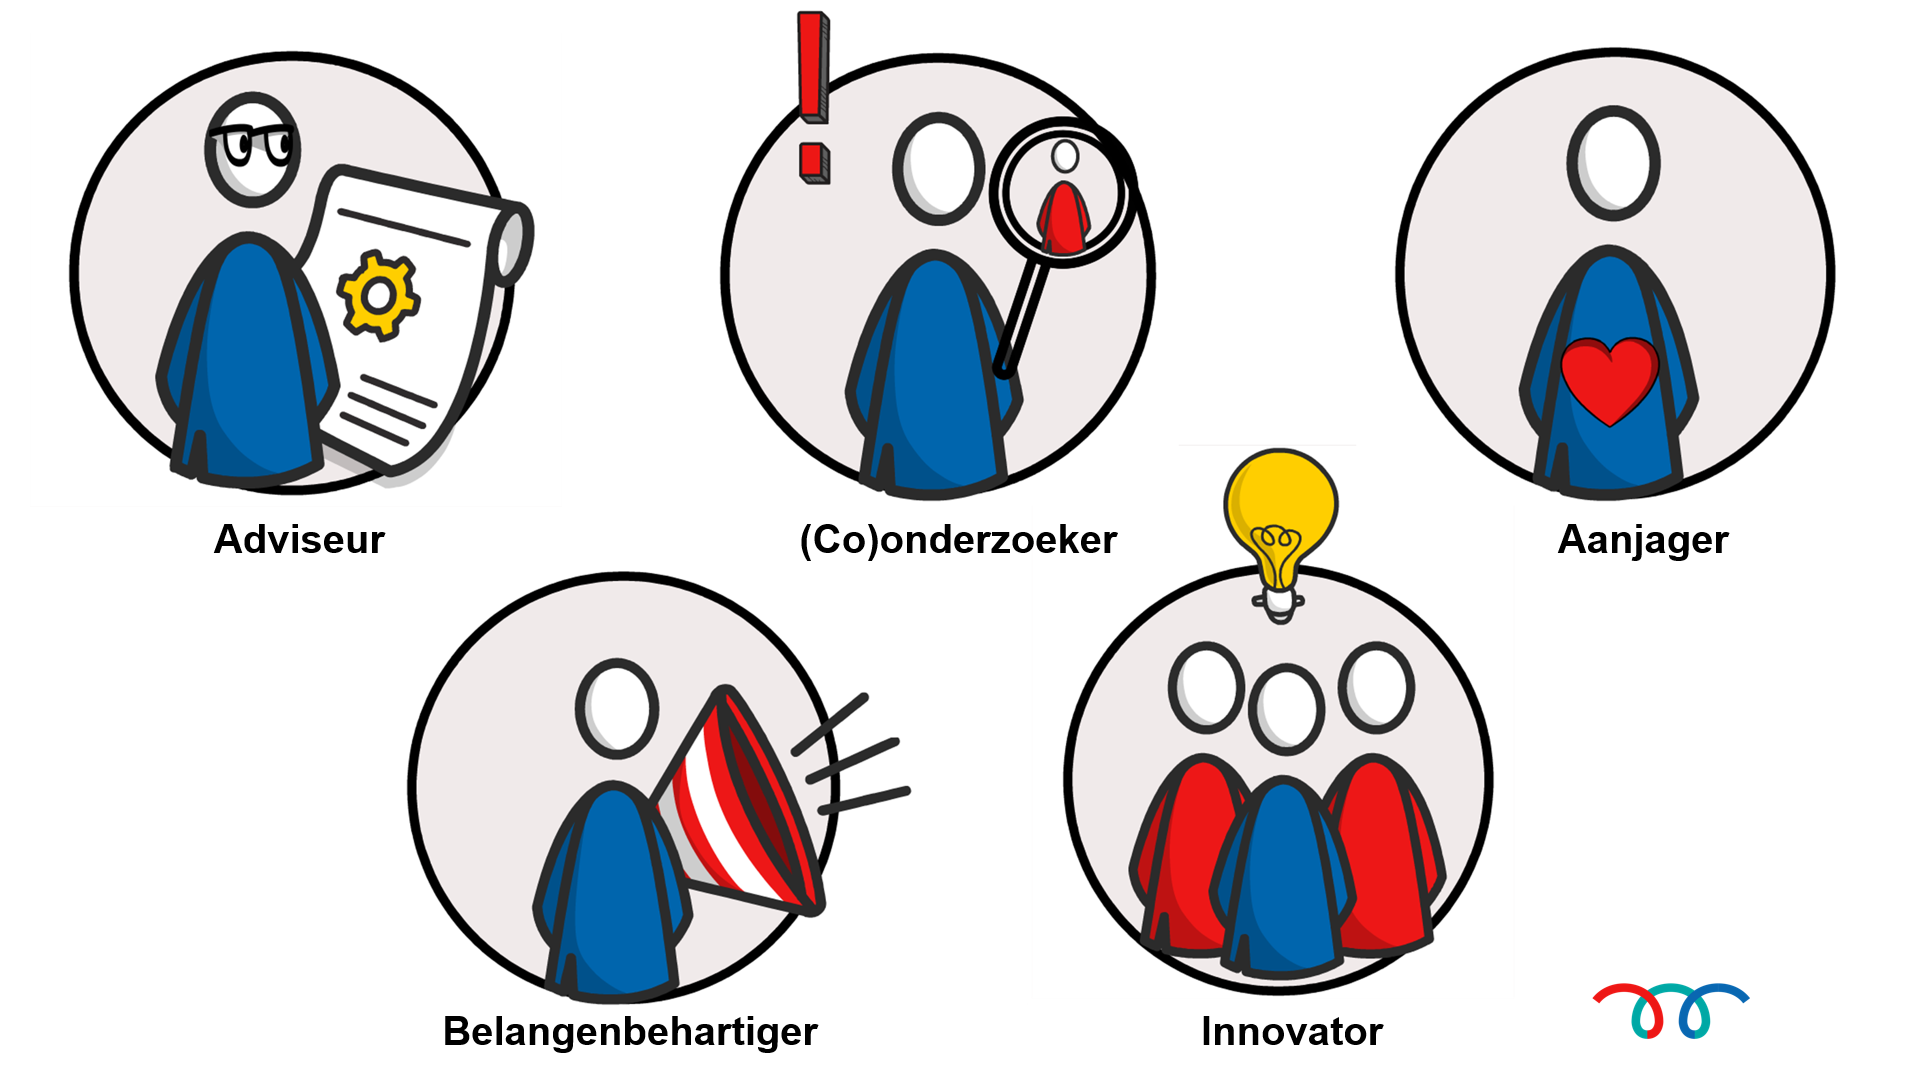 Adviseur
(Co)onderzoeker
Aanjager
Belangenbehartiger
Innovator